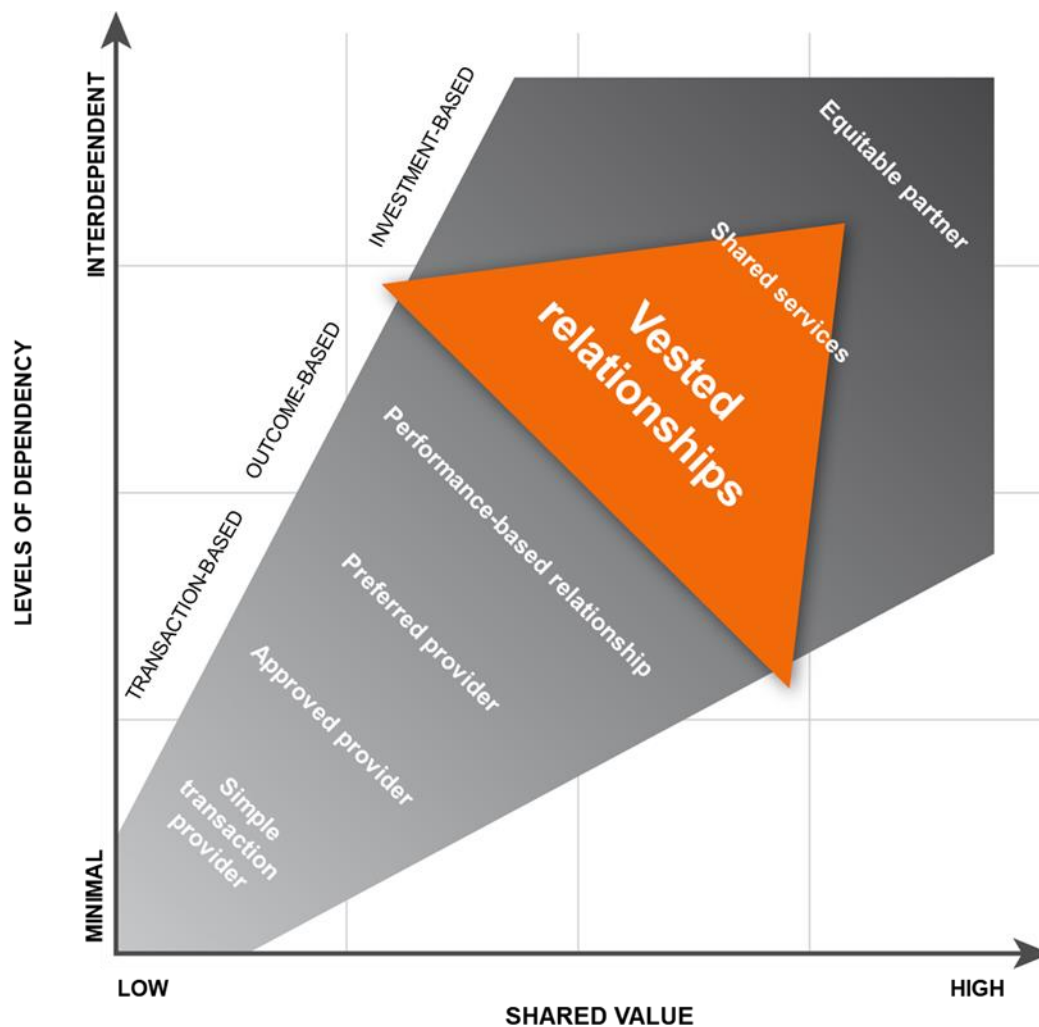 INTERDEPENDENT
LEVELS OF DEPENDENCY
MINIMAL
INVESTMENT-BASED
OUTCOME-BASED
TRANSACTION-BASED
Equitable partner
Shared services
Vested
relationships
Performance-based relationship
Preferred provider
Approved provider
Simple
transaction
provider
LOW
HIGH
SHARED VALUE